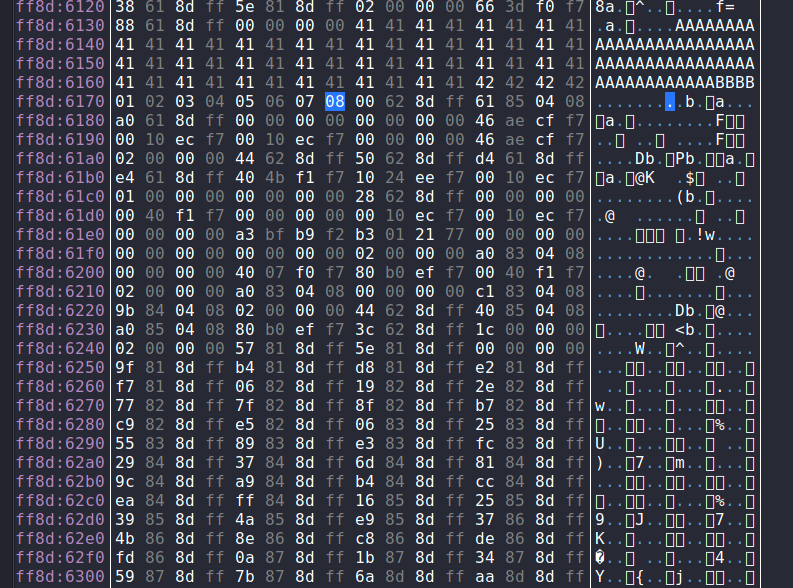 ff8d:6120 38 61 8d ff 5e 81 8d ff 02 00 00 00 66 3d f0 f7 8a.▯^..▯....f=
ff8d:6130 88 61 8d ff 00 00 00 00 41 41 41 41 41 41 41 41 .a.▯....AAAAAAAA
ff8d:6140 41 41 41 41 41 41 41 41 41 41 41 41 41 41 41 41 AAAAAAAAAAAAAAAA
ff8d:6150 41 41 41 41 41 41 41 41 41 41 41 41 41 41 41 41 AAAAAAAAAAAAAAAA
ff8d:6160 41 41 41 41 41 41 41 41 41 41 41 41 42 42 42 42 AAAAAAAAAAAABBBB
ff8d:6170 01 02 03 04 05 06 07 08 00 62 8d ff 61 85 04 08 .........b.▯a...
ff8d:6180 a0 61 8d ff 00 00 00 00 00 00 00 00 46 ae cf f7 ▯a.▯........F▯▯
ff8d:6190 00 10 ec f7 00 10 ec f7 00 00 00 00 46 ae cf f7 ..▯ ..▯ ....F▯▯
ff8d:61a0 02 00 00 00 44 62 8d ff 50 62 8d ff d4 61 8d ff ....Db.▯Pb.▯▯a.▯
ff8d:61b0 e4 61 8d ff 40 4b f1 f7 10 24 ee f7 00 10 ec f7 ▯a.▯@K .$▯ ..▯
ff8d:61c0 01 00 00 00 00 00 00 00 28 62 8d ff 00 00 00 00 ........(b.▯....
ff8d:61d0 00 40 f1 f7 00 00 00 00 00 10 ec f7 00 10 ec f7 .@ ......▯ ..▯
ff8d:61e0 00 00 00 00 a3 bf b9 f2 b3 01 21 77 00 00 00 00 ....▯▯▯ ▯.!w....
ff8d:61f0 00 00 00 00 00 00 00 00 02 00 00 00 a0 83 04 08 ............▯...
ff8d:6200 00 00 00 00 40 07 f0 f7 80 b0 ef f7 00 40 f1 f7 ....@. .▯▯ .@
ff8d:6210 02 00 00 00 a0 83 04 08 00 00 00 00 c1 83 04 08 ....▯.......▯...
ff8d:6220 9b 84 04 08 02 00 00 00 44 62 8d ff 40 85 04 08 ........Db.▯@...
ff8d:6230 a0 85 04 08 80 b0 ef f7 3c 62 8d ff 1c 00 00 00 ▯....▯▯ <b.▯....
ff8d:6240 02 00 00 00 57 81 8d ff 5e 81 8d ff 00 00 00 00 ....W..▯^..▯....
ff8d:6250 9f 81 8d ff b4 81 8d ff d8 81 8d ff e2 81 8d ff ...▯▯..▯▯..▯▯..▯
ff8d:6260 f7 81 8d ff 06 82 8d ff 19 82 8d ff 2e 82 8d ff ..▯...▯...▯...▯
ff8d:6270 77 82 8d ff 7f 82 8d ff 8f 82 8d ff b7 82 8d ff w..▯...▯...▯▯..▯
ff8d:6280 c9 82 8d ff e5 82 8d ff 06 83 8d ff 25 83 8d ff ▯..▯▯..▯...▯%..▯
ff8d:6290 55 83 8d ff 89 83 8d ff e3 83 8d ff fc 83 8d ff U..▯...▯▯..▯ ..▯
ff8d:62a0 29 84 8d ff 37 84 8d ff 6d 84 8d ff 81 84 8d ff )..▯7..▯m..▯...▯
ff8d:62b0 9c 84 8d ff a9 84 8d ff b4 84 8d ff cc 84 8d ff ...▯▯..▯▯..▯▯..▯
ff8d:62c0 ea 84 8d ff ff 84 8d ff 16 85 8d ff 25 85 8d ff ▯..▯▯..▯...▯%..▯
ff8d:62d0 39 85 8d ff 4a 85 8d ff e9 85 8d ff 37 86 8d ff 9..▯J..▯▯..▯7..▯
ff8d:62e0 4b 86 8d ff 8e 86 8d ff c8 86 8d ff de 86 8d ff K..▯...▯▯..▯▯..▯
ff8d:62f0 fd 86 8d ff 0a 87 8d ff 1b 87 8d ff 34 87 8d ff �..▯...▯...▯4..▯
ff8d:6300 59 87 8d ff 7b 87 8d ff 6a 8d 8d ff aa 8d 8d ff Y..▯{..▯j..▯▯..▯